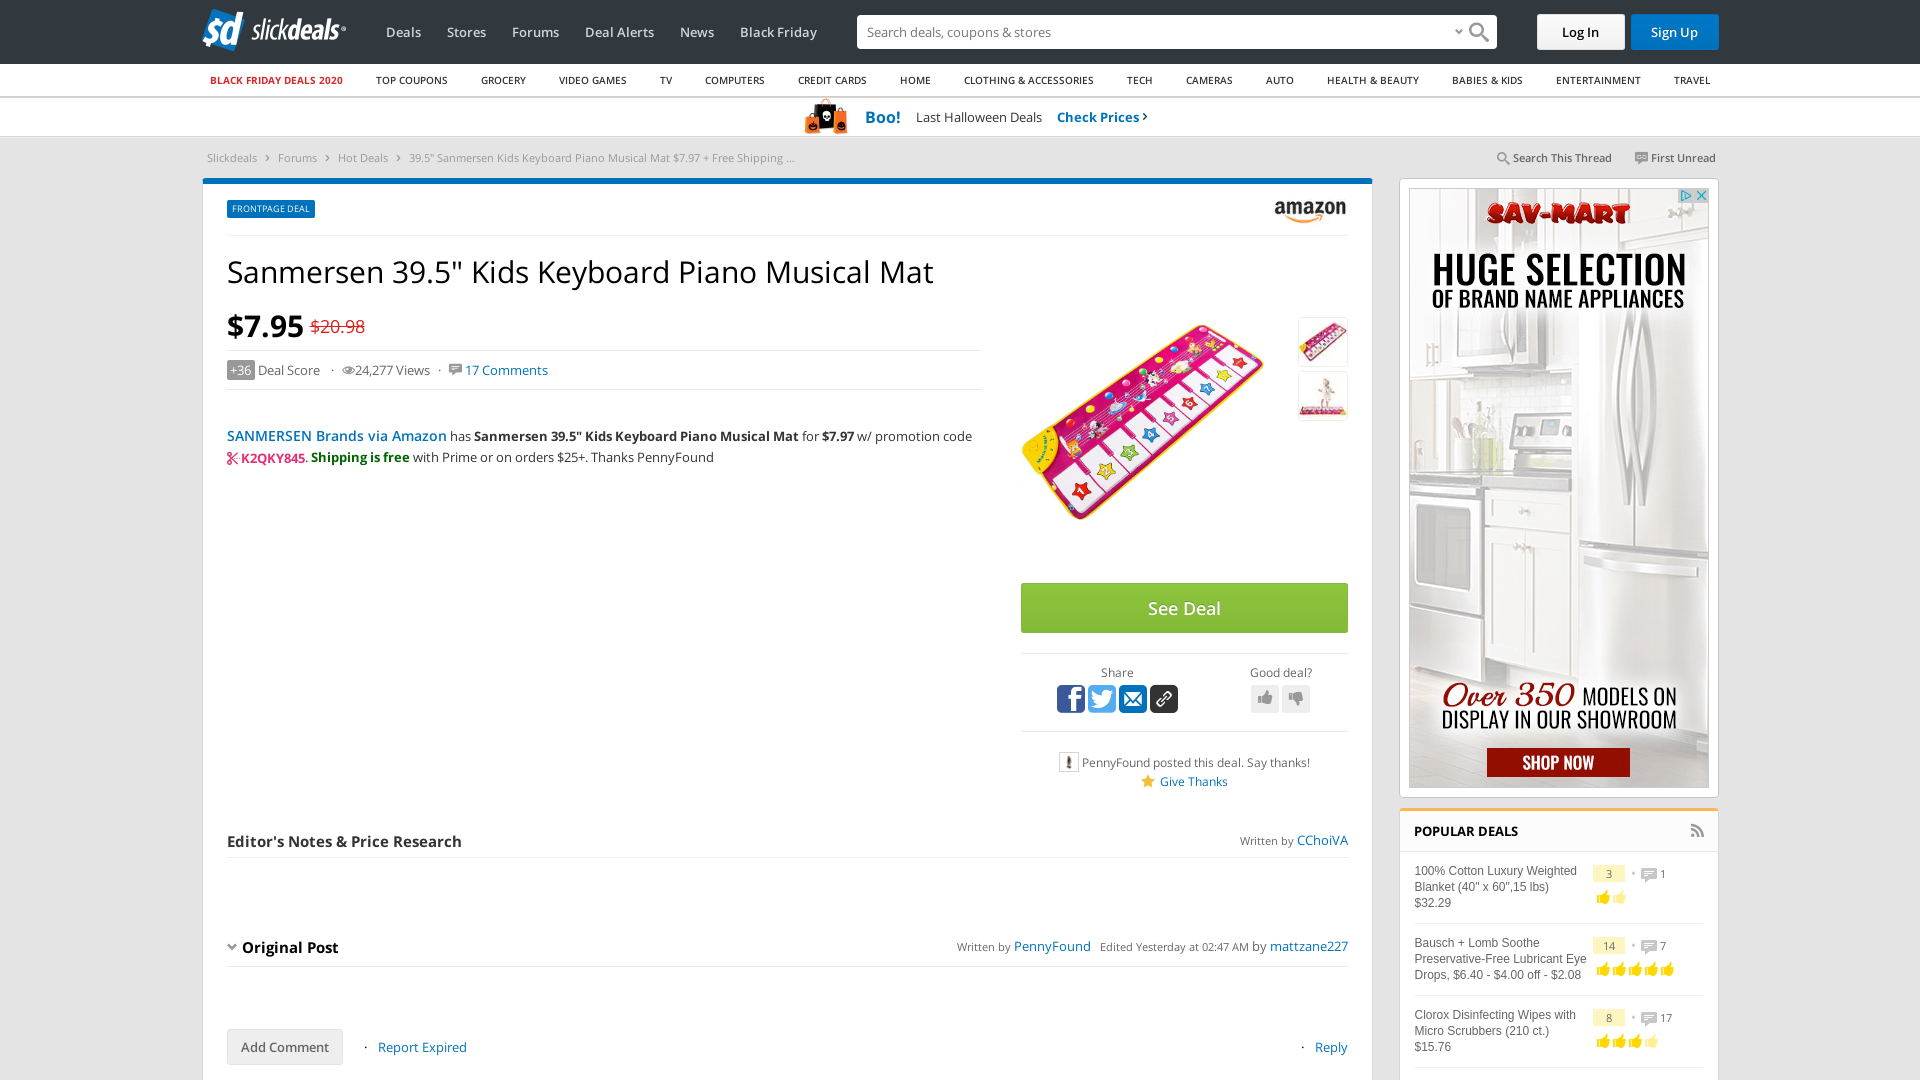 slickdeals
Deals
Stores
Forums
Deal Alerts
News
Black Friday
Search deals, coupons & stores
Log In
Sign Up
BLACK FRIDAY DEALS 2020
TOP COUPONS
GROCERY
VIDEO GAMES
TV
COMPUTERS
CREDIT CARDS
HOME
CLOTHING & ACCESSORIES
TECH
CAMERAS
AUTO
HEALTH & BEAUTY
BABIES & KIDS
ENTERTAINMENT
TRAVEL
Boo! Last Halloween Deals Check Prices
Slickdeals > Forums > Hot Deals > 39.5" Sanmersen Kids Keyboard Piano Musical Mat $7.97 + Free Shipping ...
Search This Thread
First Unread
FRONTPAGE DEAL
amazon
Sanmersen 39.5" Kids Keyboard Piano Musical Mat
$7.95 $20.98
+36 Deal Score · 24,277 Views · 17 Comments
SANMERSEN Brands via Amazon has Sanmersen 39.5" Kids Keyboard Piano Musical Mat for $7.97 w/ promotion code
K2QKY845. Shipping is free with Prime or on orders $25+. Thanks PennyFound
See Deal
Share
Good deal?
PennyFound posted this deal. Say thanks!
Give Thanks
Editor's Notes & Price Research
Written by CChoiVA
Original Post
Written by PennyFound Edited Yesterday at 02:47 AM by mattzane227
Add Comment · Report Expired
· Reply
SAV-MART
HUGE SELECTION
OF BRAND NAME APPLIANCES
Over 350 MODELS ON
DISPLAY IN OUR SHOWROOM
SHOP NOW
POPULAR DEALS
100% Cotton Luxury Weighted
Blanket (40" x 60",15 lbs)
$32.29
3 • 1
Bausch + Lomb Soothe
Preservative-Free Lubricant Eye
Drops, $6.40 - $4.00 off - $2.08
14 • 7
Clorox Disinfecting Wipes with
Micro Scrubbers (210 ct.)
$15.76
8 • 17